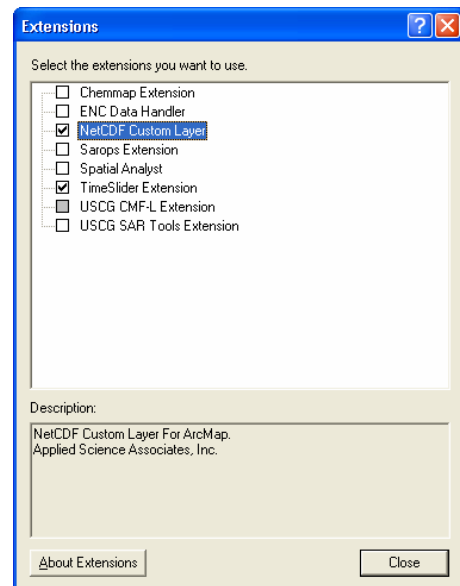 Extensions
Select the extensions you want to use.
Chemmap Extension
ENC Data Handler
NetCDF Custom Layer
Sarops Extension
Spatial Analyst
TimeSlider Extension
USCG CMF-L Extension
USCG SAR Tools Extension
Description:
NetCDF Custom Layer For ArcMap.
Applied Science Associates, Inc.
About Extensions
Close